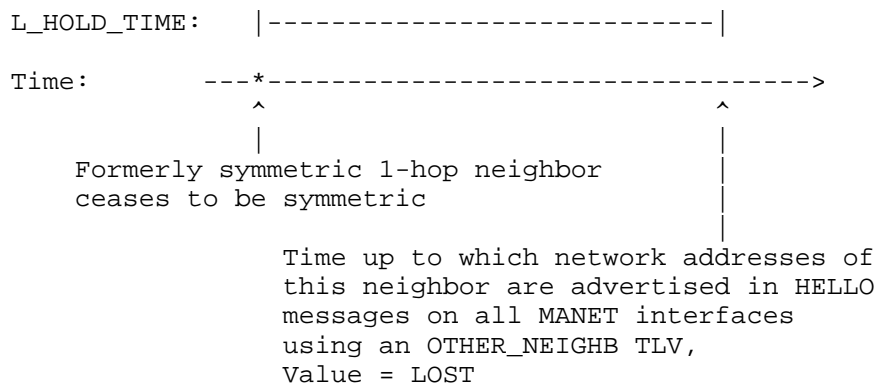 L_HOLD_TIME:   |----------------------------|
Time:        ---*---------------------------------->
^                            ^
|                            |
Formerly symmetric 1-hop neighbor       |
ceases to be symmetric                  |
|
Time up to which network addresses of
this neighbor are advertised in HELLO
messages on all MANET interfaces
using an OTHER_NEIGHB TLV,
Value = LOST